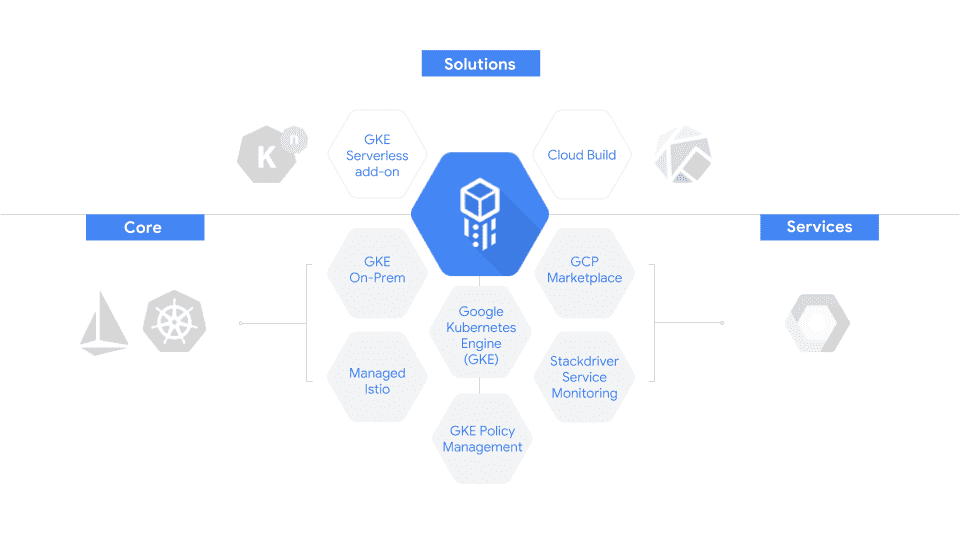 Solutions
K
n
GKE
Serverless
add-on
Cloud Build
Core
Services
GKE
On-Prem
GCP
Marketplace
Google
Kubernetes
Engine
(GKE)
Managed
Istio
Stackdriver
Service
Monitoring
GKE Policy
Management